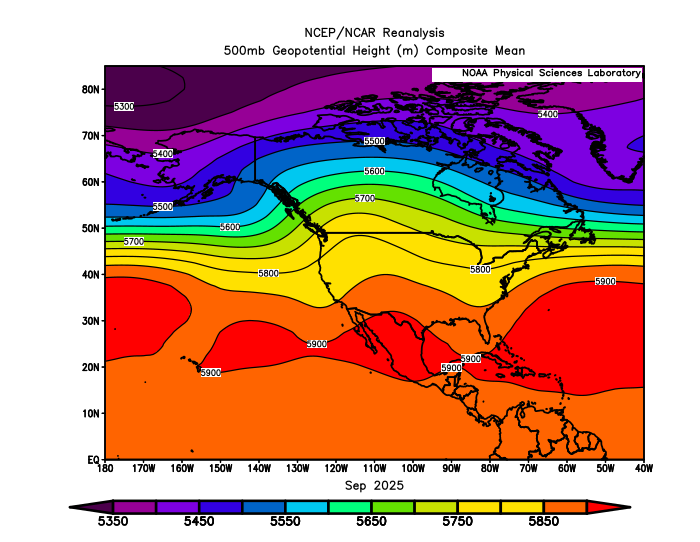 NCEP/NCAR Reanalysis
500mb Geopotential Height (m) Composite Mean
NOAA Physical Sciences Laboratory
80N
5300
5400
70N
5500
5400
5600
60N
5700
5500
5600
50N
5700
5800
5800
40N
5900
30N
5900
5900
20N
5900
5900
10N
EQ
180 170W 160W 150W 140W 130W 120W 110W 100W 90W 80W 70W 60W 50W 40W
Sep 2025
5350 5450 5550 5650 5750 5850